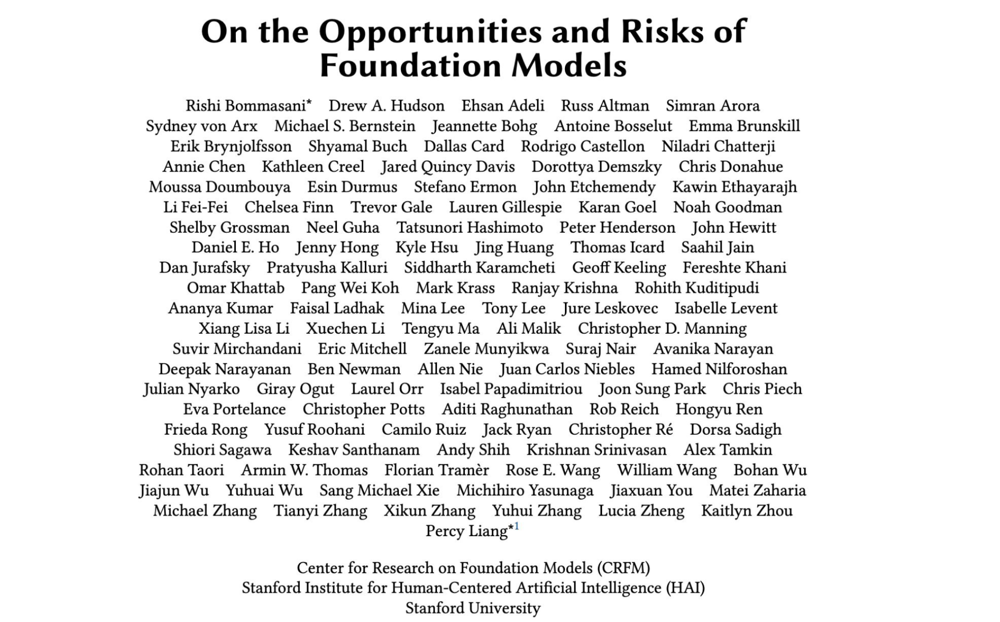 On the Opportunities and Risks of
Foundation Models
Rishi Bommasani* Drew A. Hudson Ehsan Adeli Russ Altman Simran Arora
Sydney von Arx Michael S. Bernstein Jeannette Bohg Antoine Bosselut Emma Brunskill
Erik Brynjolfsson Shyamal Buch Dallas Card Rodrigo Castellon Niladri Chatterji
Annie Chen Kathleen Creel Jared Quincy Davis Dorottya Demszky Chris Donahue
Moussa Doumbouya Esin Durmus Stefano Ermon John Etchemendy Kawin Ethayarajh
Li Fei-Fei Chelsea Finn Trevor Gale Lauren Gillespie Karan Goel Noah Goodman
Shelby Grossman Neel Guha Tatsunori Hashimoto Peter Henderson John Hewitt
Daniel E. Ho Jenny Hong Kyle Hsu Jing Huang Thomas Icard Saahil Jain
Dan Jurafsky Pratyusha Kalluri Siddharth Karamcheti Geoff Keeling Fereshte Khani
Omar Khattab Pang Wei Koh Mark Krass Ranjay Krishna Rohith Kuditipudi
Ananya Kumar Faisal Ladhak Mina Lee Tony Lee Jure Leskovec Isabelle Levent
Xiang Lisa Li Xuechen Li Tengyu Ma Ali Malik Christopher D. Manning
Suvir Mirchandani Eric Mitchell Zanele Munyikwa Suraj Nair Avanika Narayan
Deepak Narayanan Ben Newman Allen Nie Juan Carlos Niebles Hamed Nilforoshan
Julian Nyarko Giray Ogut Laurel Orr Isabel Papadimitriou Joon Sung Park Chris Piech
Eva Portelance Christopher Potts Aditi Raghunathan Rob Reich Hongyu Ren
Frieda Rong Yusuf Roohani Camilo Ruiz Jack Ryan Christopher Ré Dorsa Sadigh
Shiori Sagawa Keshav Santhanam Andy Shih Krishnan Srinivasan Alex Tamkin
Rohan Taori Armin W. Thomas Florian Tramèr Rose E. Wang William Wang Bohan Wu
Jiajun Wu Yuhuai Wu Sang Michael Xie Michihiro Yasunaga Jiaxuan You Matei Zaharia
Michael Zhang Tianyi Zhang Xikun Zhang Yuhui Zhang Lucia Zheng Kaitlyn Zhou
Percy Liang*1
Center for Research on Foundation Models (CRFM)
Stanford Institute for Human-Centered Artificial Intelligence (HAI)
Stanford University